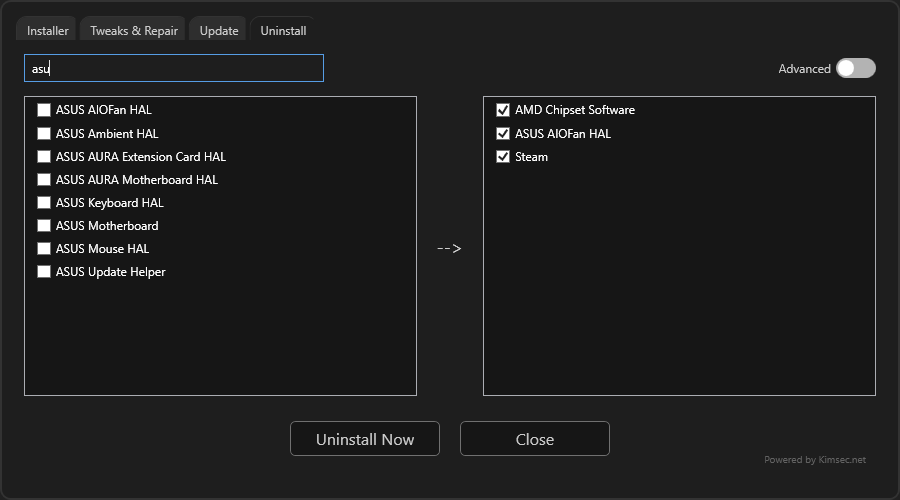 Installer
Tweaks & Repair
Update
Uninstall
asu
Advanced
ASUS AIOFan HAL
ASUS Ambient HAL
ASUS AURA Extension Card HAL
ASUS AURA Motherboard HAL
ASUS Keyboard HAL
ASUS Motherboard
ASUS Mouse HAL
ASUS Update Helper
-->
AMD Chipset Software
ASUS AIOFan HAL
Steam
Uninstall Now
Close
Powered by Kimsec.net